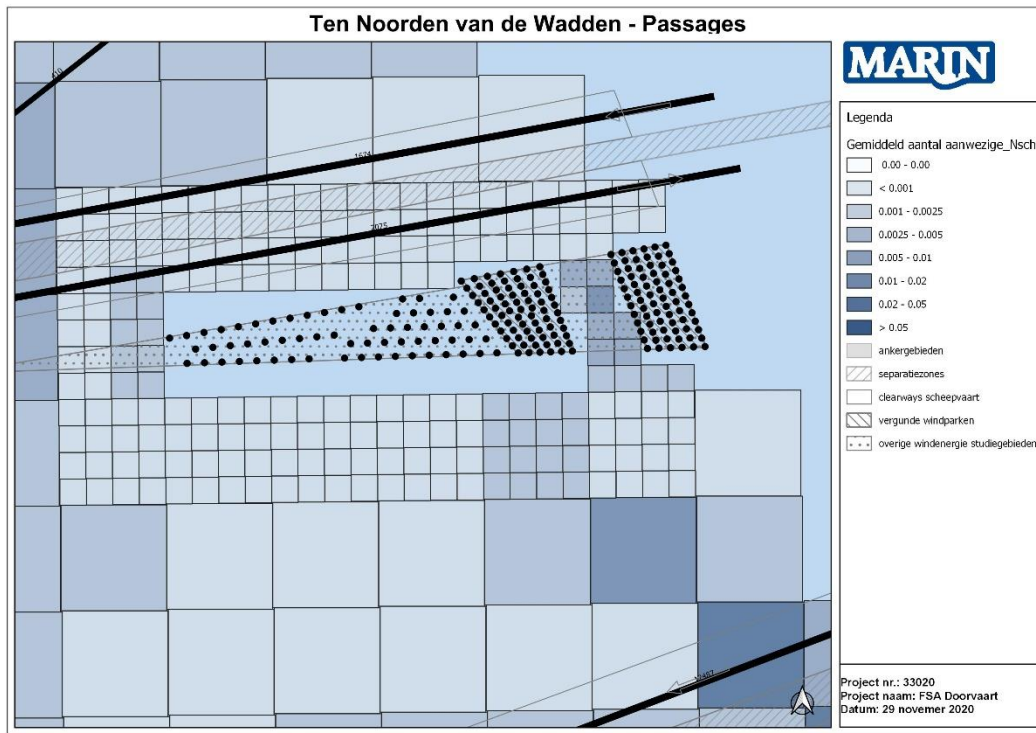 Ten Noorden van de Wadden - Passages
MARIN
Legenda
Gemiddeld aantal aanwezige_Nsch
0.00 - 0.00
< 0.001
0.001 - 0.0025
0.0025 - 0.005
0.005 - 0.01
0.01 - 0.02
0.02 - 0.05
> 0.05
ankergebieden
separatiezones
clearways scheepvaart
vergunde windparken
overige windenergie studiegebieden
1674
2075
Project nr.: 33020
Project naam: FSA Doorvaart
Datum: 29 novemer 2020